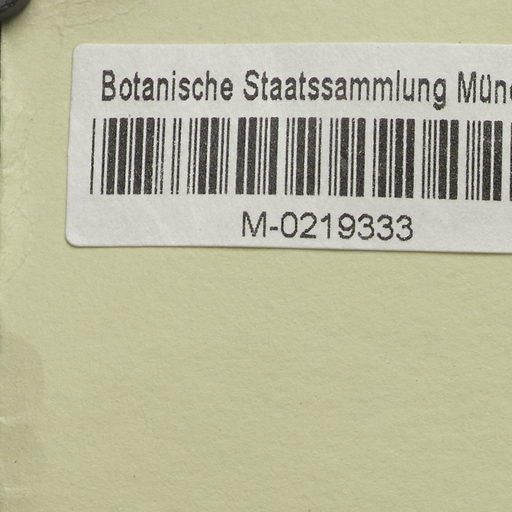 Botanische Staatssammlung Mün
M-0219333